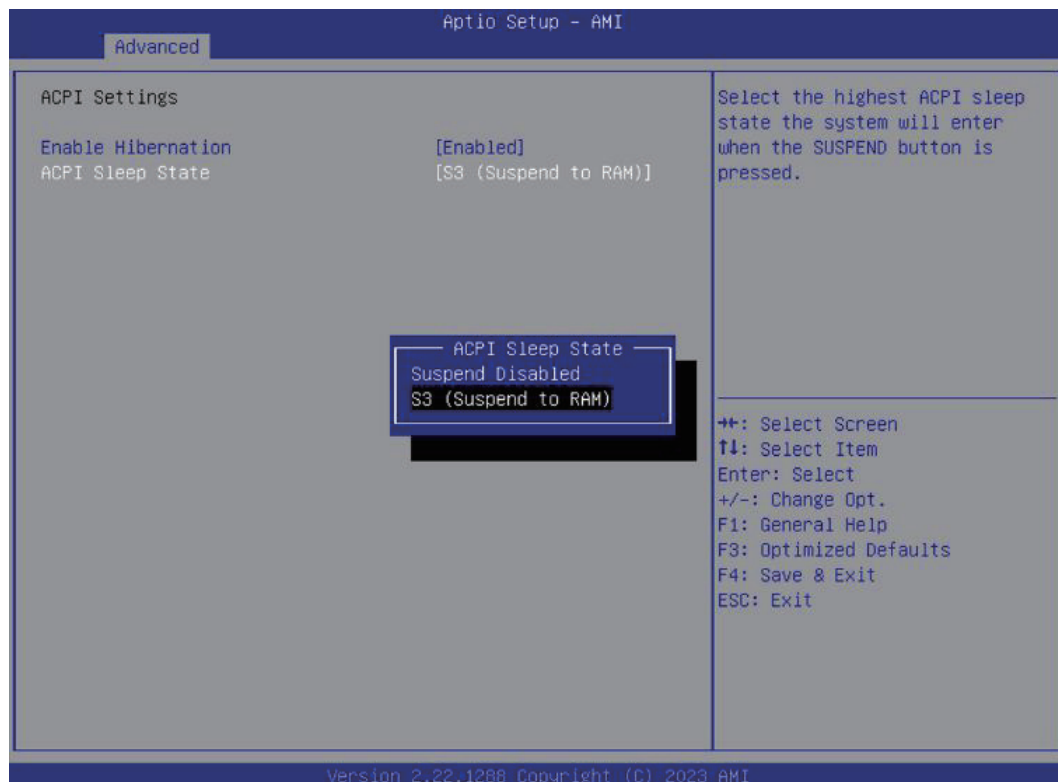 Aptio Setup - AMI
Advanced
ACPI Settings
Enable Hibernation [Enabled]
ACPI Sleep State [S3 (Suspend to RAM)]
Select the highest ACPI sleep
state the system will enter
when the SUSPEND button is
pressed.
ACPI Sleep State
Suspend Disabled
S3 (Suspend to RAM)
→←: Select Screen
↑↓: Select Item
Enter: Select
+/-: Change Opt.
F1: General Help
F3: Optimized Defaults
F4: Save & Exit
ESC: Exit
Version 2.22.1288 Copyright (C) 2023 AMI